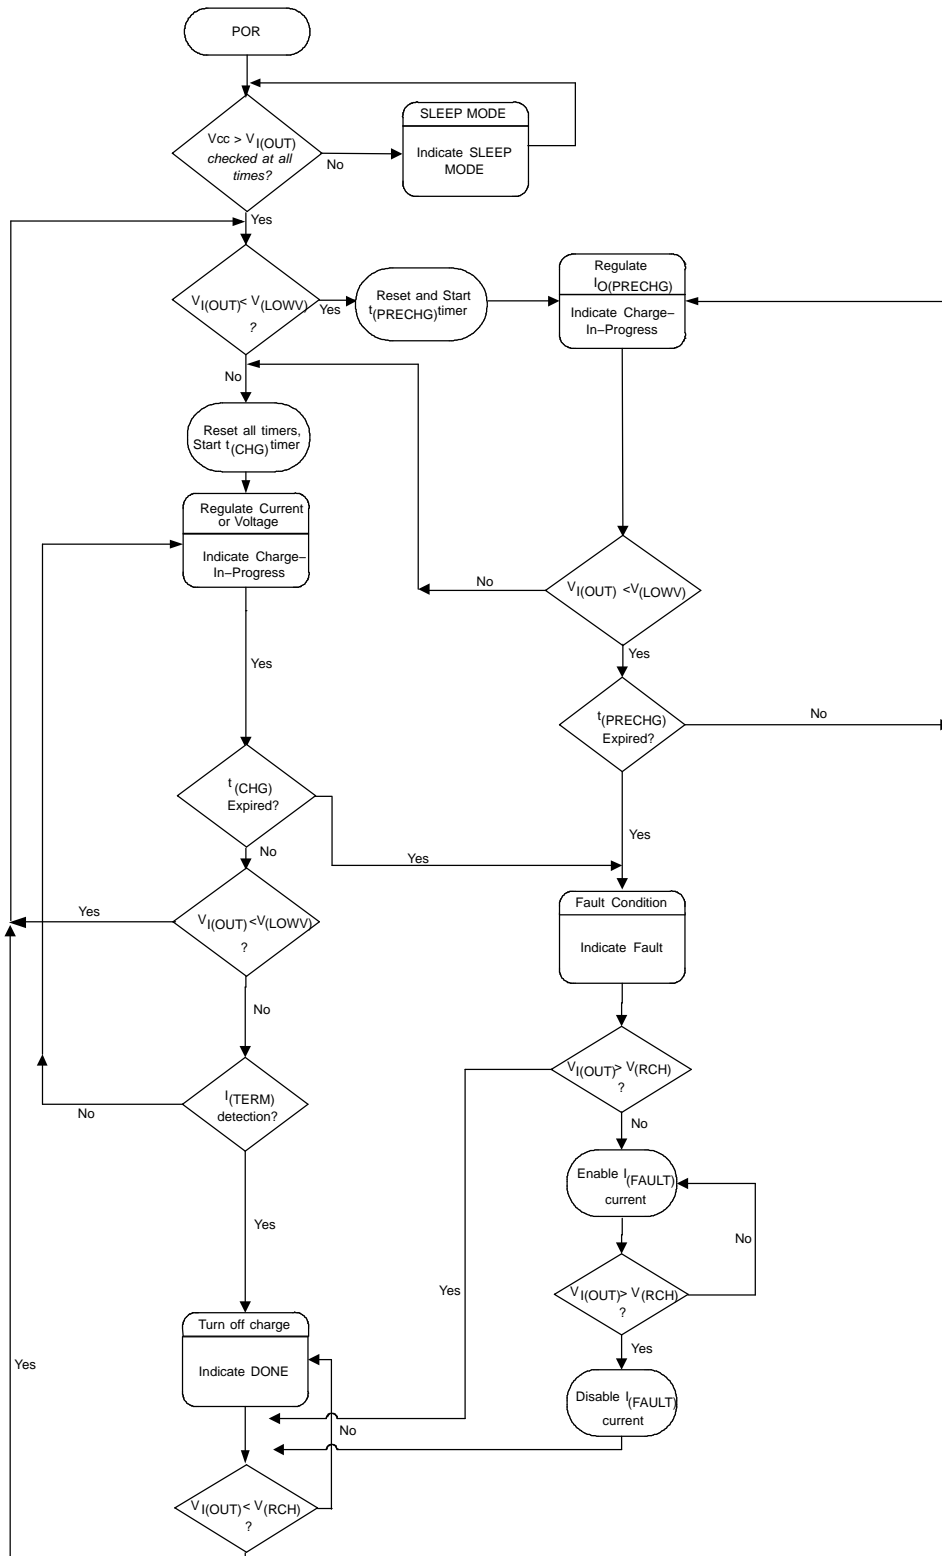 POR
Vcc > VI(OUT)
checked at all
times?
No
SLEEP MODE
Indicate SLEEP
MODE
Yes
VI(OUT) < V(LOWV)
?
Yes
Reset and Start
t(PRECHG) timer
Regulate
IO(PRECHG)
Indicate Charge–
In–Progress
No
Reset all timers,
Start t(CHG) timer
Regulate Current
or Voltage
Indicate Charge–
In–Progress
No
VI(OUT) <V(LOWV)
Yes
Yes
t(PRECHG)
Expired?
No
t(CHG)
Expired?
Yes
Yes
No
VI(OUT) <V(LOWV)
?
Yes
Fault Condition
Indicate Fault
No
VI(OUT) > V(RCH)
?
I(TERM)
detection?
No
No
Enable I(FAULT)
current
Yes
No
VI(OUT) > V(RCH)
?
Yes
Yes
Turn off charge
Indicate DONE
Yes
Disable I(FAULT)
current
No
VI(OUT) < V(RCH)
?